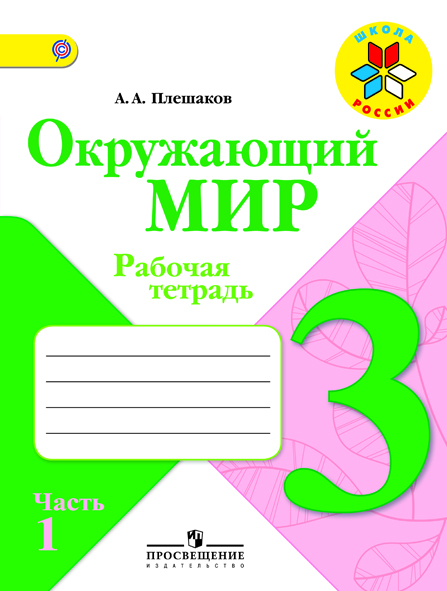 ШКОЛА
РОССИИ
А. А. Плешаков
Окружающий
МИР
Рабочая
тетрадь
3
Часть
1
ПРОСВЕЩЕНИЕ
ИЗДАТЕЛЬСТВО